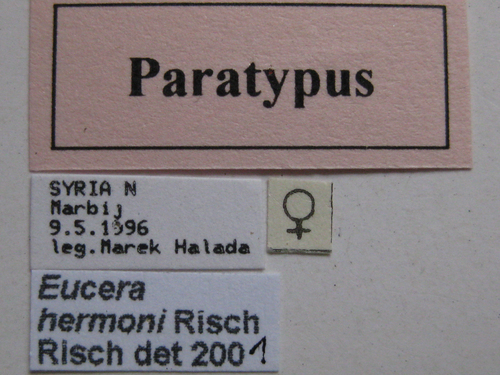 Paratypus
SYRIA N
Marbij
9.5.1996
leg.Marek Halada
♀
Eucera
hermoni Risch
Risch det 2001